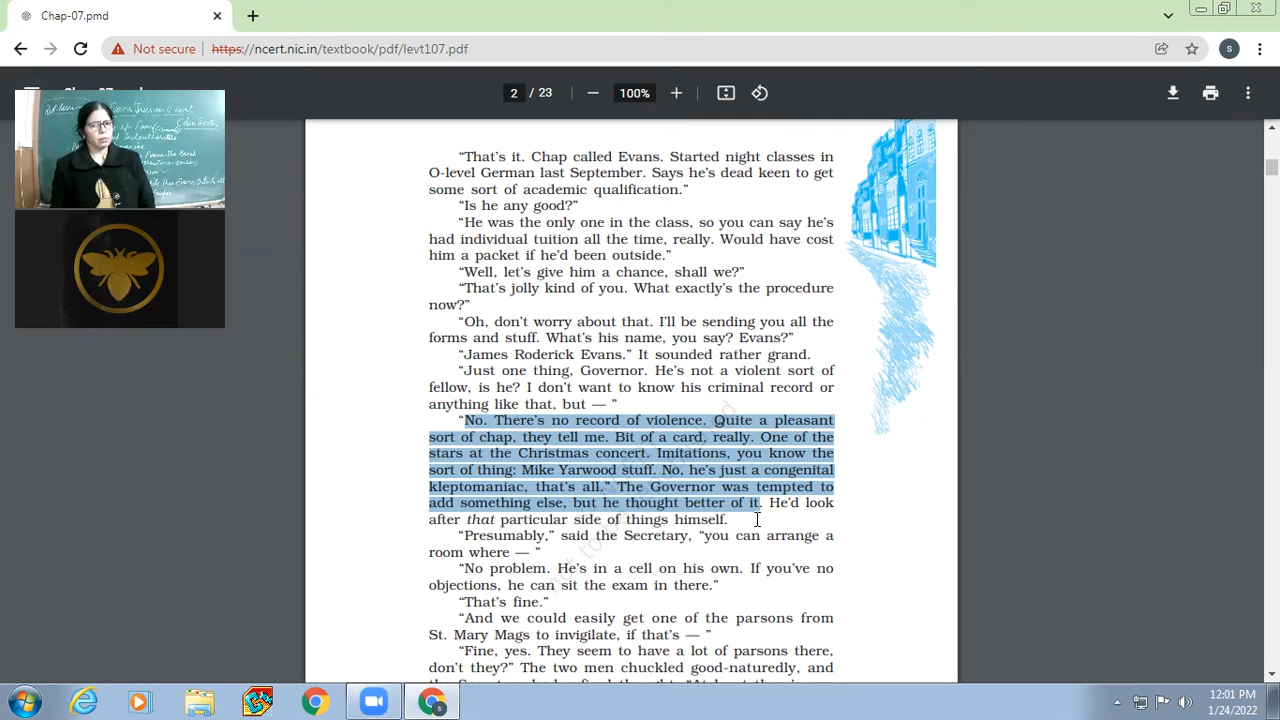 Chap-07.pmd
Not secure https://ncert.nic.in/textbook/pdf/levt107.pdf
S
2 / 23 100%
“That’s it. Chap called Evans. Started night classes in
O-level German last September. Says he’s dead keen to get
some sort of academic qualification.”
“Is he any good?”
“He was the only one in the class, so you can say he’s
had individual tuition all the time, really. Would have cost
him a packet if he’d been outside.”
“Well, let’s give him a chance, shall we?”
“That’s jolly kind of you. What exactly’s the procedure
now?”
“Oh, don’t worry about that. I’ll be sending you all the
forms and stuff. What’s his name, you say? Evans?”
“James Roderick Evans.” It sounded rather grand.
“Just one thing, Governor. He’s not a violent sort of
fellow, is he? I don’t want to know his criminal record or
anything like that, but — ”
“No. There’s no record of violence. Quite a pleasant
sort of chap, they tell me. Bit of a card, really. One of the
stars at the Christmas concert. Imitations, you know the
sort of thing: Mike Yarwood stuff. No, he’s just a congenital
kleptomaniac, that’s all.” The Governor was tempted to
add something else, but he thought better of it. He’d look
after that particular side of things himself.
“Presumably,” said the Secretary, “you can arrange a
room where — ”
“No problem. He’s in a cell on his own. If you’ve no
objections, he can sit the exam in there.”
“That’s fine.”
“And we could easily get one of the parsons from
St. Mary Mags to invigilate, if that’s — ”
“Fine, yes. They seem to have a lot of parsons there,
don’t they?” The two men chuckled good-naturedly, and
12:01 PM
1/24/2022